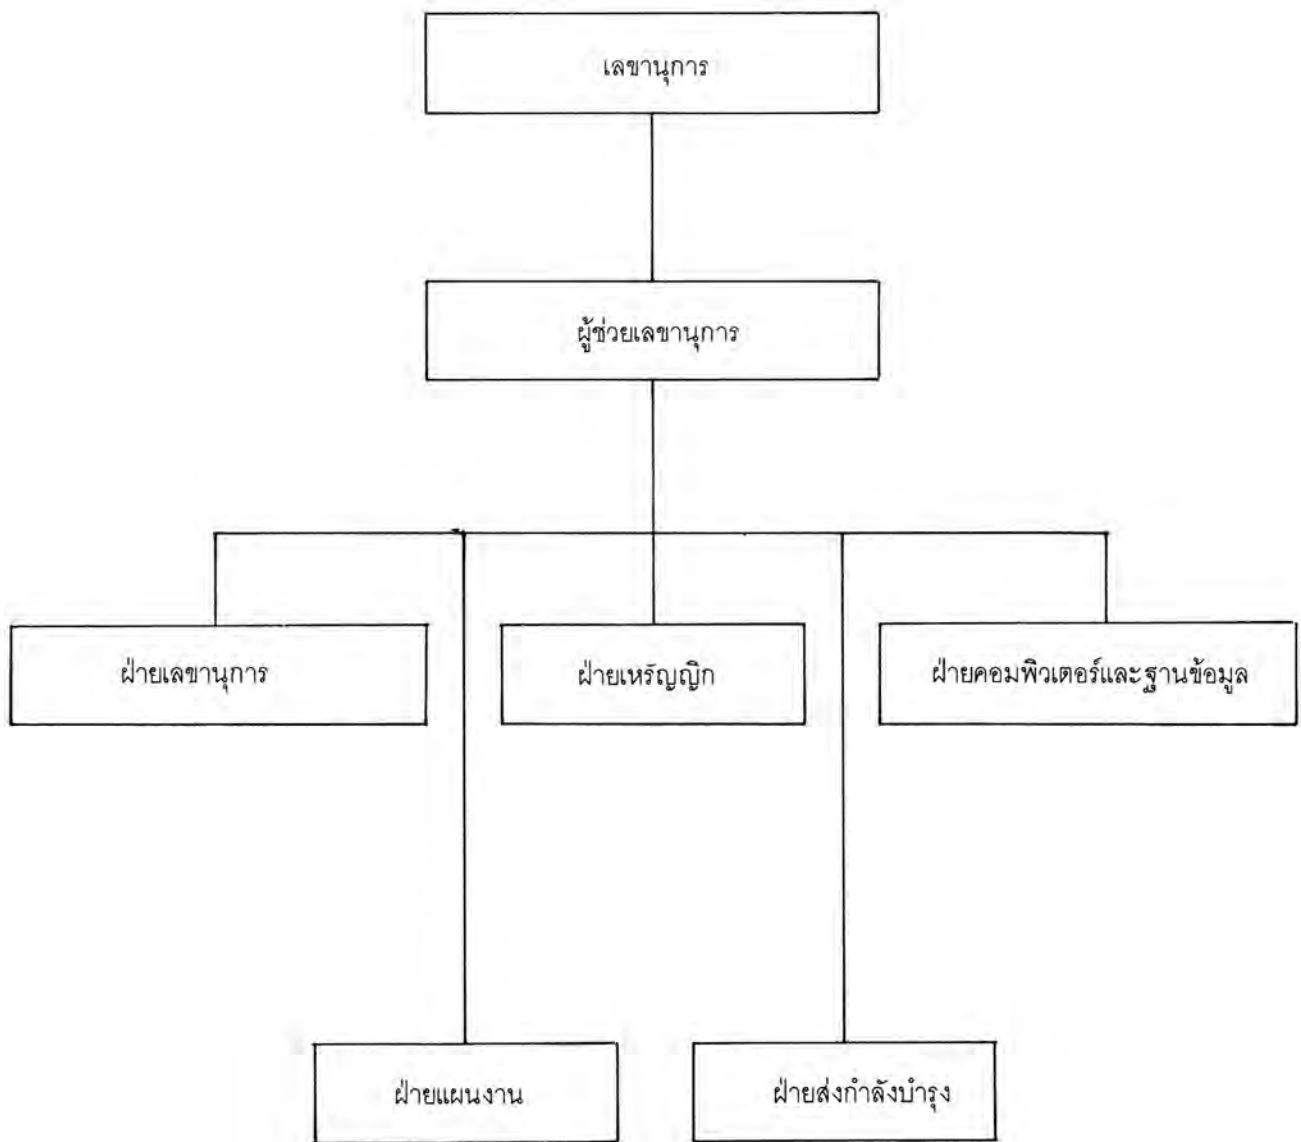 เลขานุการ
ผู้ช่วยเลขานุการ
ฝ่ายเลขานุการ
ฝ่ายเหรัญญิก
ฝ่ายคอมพิวเตอร์และฐานข้อมูล
ฝ่ายแผนงาน
ฝ่ายส่งกำลังบำรุง